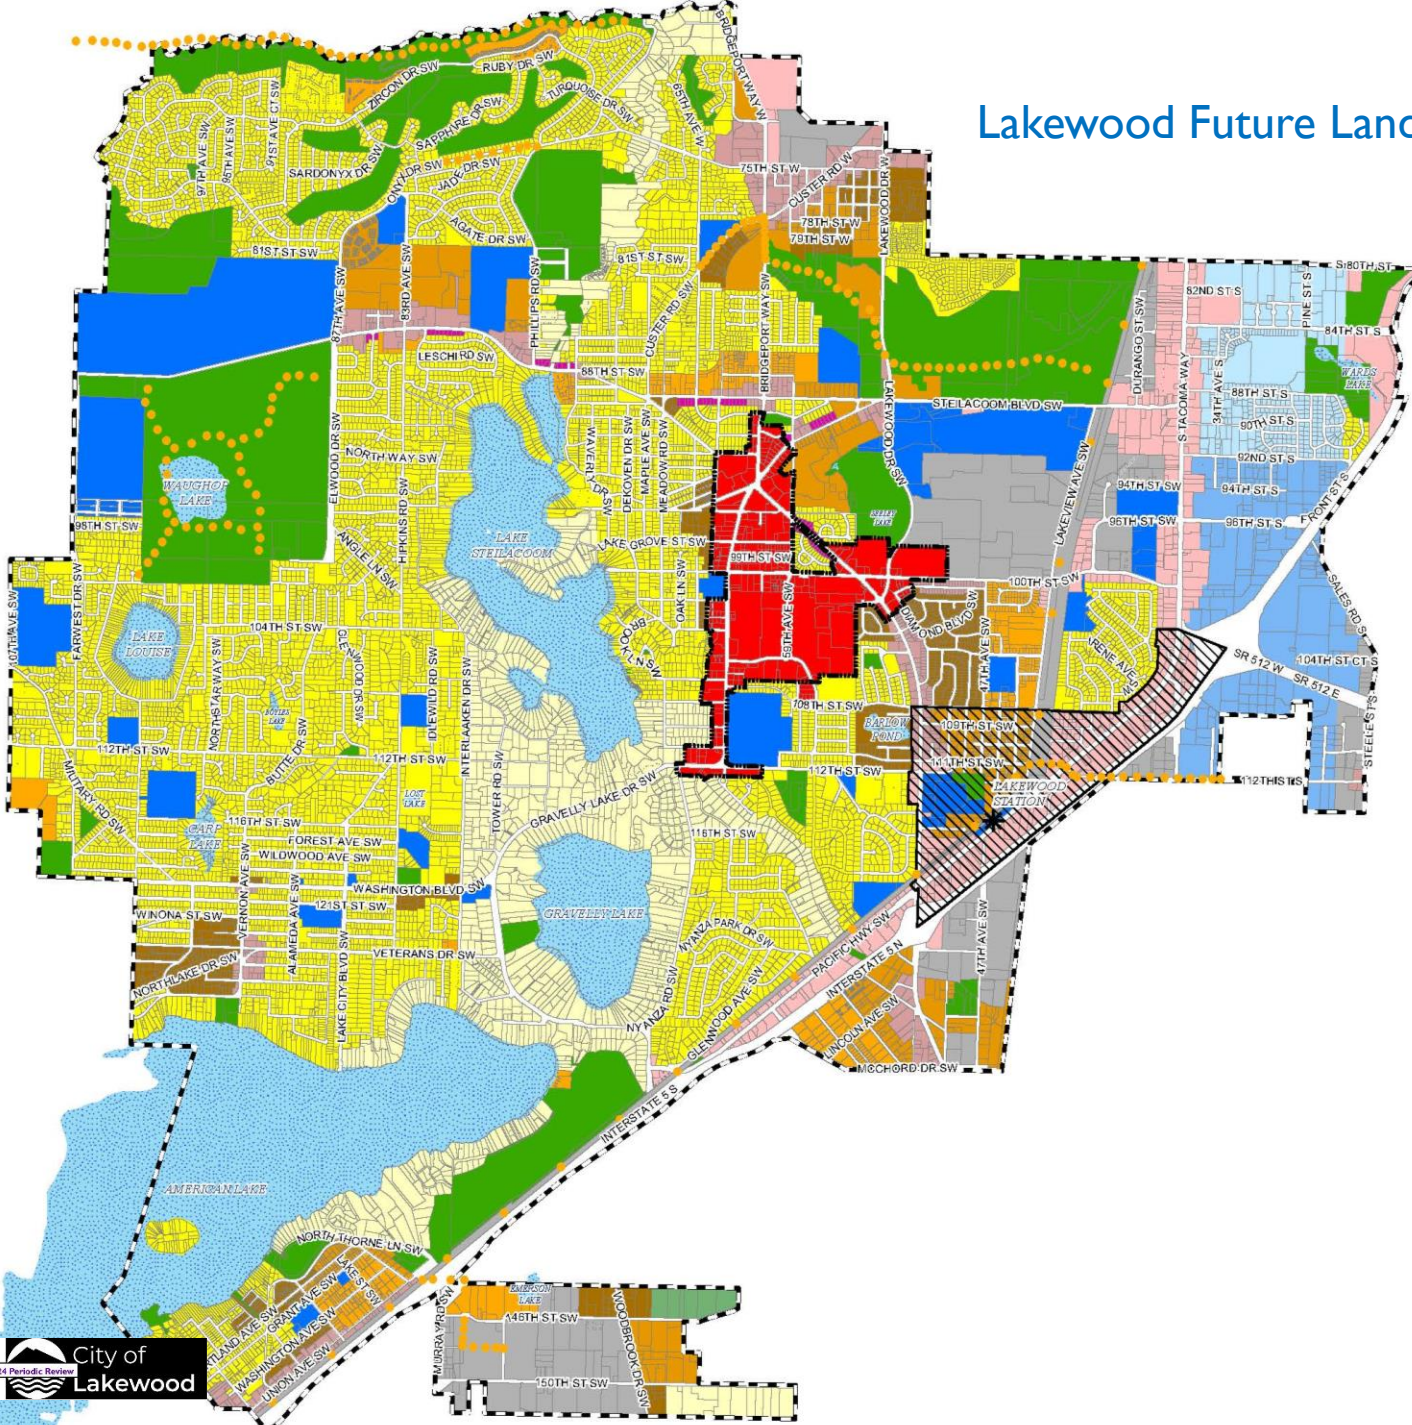 Lakewood Future Land
BRIDGEPORT WAY W
RUBY DR SW
ZIRCON DR SW
TURQUOISE DR SW
65TH AVE W
91ST AVE CT SW
SAPPHIRE DR SW
97TH AVE SW
95TH AVE SW
SARDONYX DR SW
ONYX DR SW
JADE DR SW
75TH ST W
CUSTER RD W
LAKEWOOD DR W
AGATE DR SW
78TH ST W
79TH ST W
81ST ST SW
83RD AVE SW
PHILLIPS RD SW
81ST ST SW
S 80TH ST
87TH AVE SW
CUSTER RD SW
BRIDGEPORT WAY SW
DURANGO ST SW
82ND ST S
PINE ST S
84TH ST S
LESCHI RD SW
88TH ST SW
S TACOMA WAY
34TH AVE S
WARDS
LAKE
88TH ST S
STEILACOOM BLVD SW
LAKEWOOD DR SW
90TH ST S
ELWOOD DR SW
NORTH WAY SW
WAVERLY DR SW
DEKOVEN DR SW
MAPLE AVE SW
MEADOW RD SW
92ND ST S
WAUGHOP
LAKE
HIPKINS RD SW
LAKEVIEW AVE SW
94TH ST SW
94TH ST S
FRONT ST S
98TH ST SW
96TH ST SW
96TH ST S
LAKE
STEILACOOM
LAKE GROVE ST SW
ANGLE LN SW
99TH ST SW
100TH ST SW
107TH AVE SW
FARWEST DR SW
OAK LN SW
59TH AVE SW
DIAMOND BLVD SW
SALES RD S
LAKE
LOUISE
104TH ST SW
BROOK LN SW
47TH AVE SW
ARENE AVE SW
SR 512 W
104TH ST CT S
SR 512 E
NORTH STAR WAY SW
GLENWOOD DR SW
IDLEWILD RD SW
INTERLAKEN DR SW
108TH ST SW
BARLOW
POND
109TH ST SW
STEELE ST S
112TH ST SW
BUTTE DR SW
112TH ST SW
112TH ST SW
111TH ST SW
112TH ST S
LAKEWOOD
STATION
MILITARY RD SW
LOST
LAKE
TOWER RD SW
GRAVELLY LAKE DR SW
116TH ST SW
CARP
LAKE
116TH ST SW
FOREST AVE SW
WILDWOOD AVE SW
WASHINGTON BLVD SW
121ST ST SW
WINONA ST SW
VERNON AVE SW
ALAMEDA AVE SW
GRAVELLY LAKE
NYANZA PARK DR SW
VETERANS DR SW
NORTHLAKE DR SW
LAKE CITY BLVD SW
PACIFIC HWY SW
INTERSTATE 5 N
47TH AVE SW
NYANZA RD SW
GLENWOOD AVE SW
LINCOLN AVE SW
MCCHORD DR SW
INTERSTATE 5 S
AMERICAN LAKE
NORTH THORNE LN SW
LAKE ST SW
GRANT AVE SW
WASHINGTON AVE SW
UNION AVE SW
MURRAY RD SW
EMERSON
LAKE
146TH ST SW
WOODBROOK DR SW
150TH ST SW
City of
Lakewood
24 Periodic Review